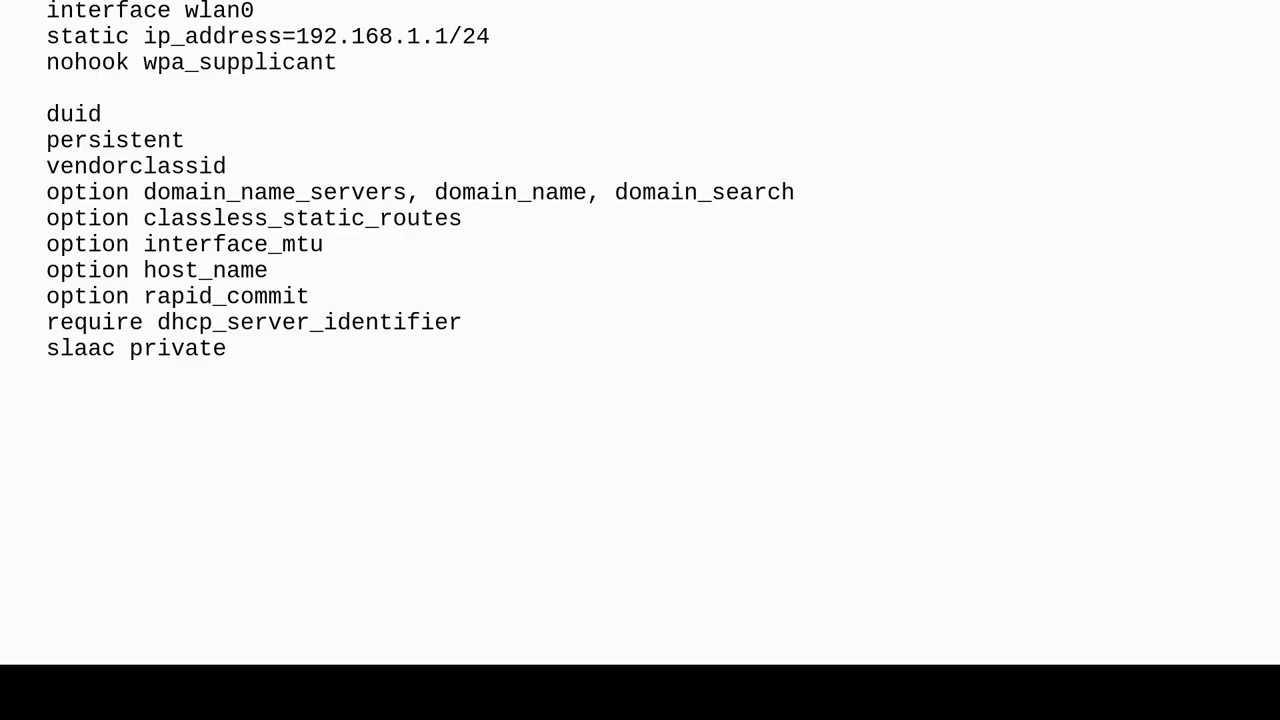 interface wlan0
static ip_address=192.168.1.1/24
nohook wpa_supplicant

duid
persistent
vendorclassid
option domain_name_servers, domain_name, domain_search
option classless_static_routes
option interface_mtu
option host_name
option rapid_commit
require dhcp_server_identifier
slaac private